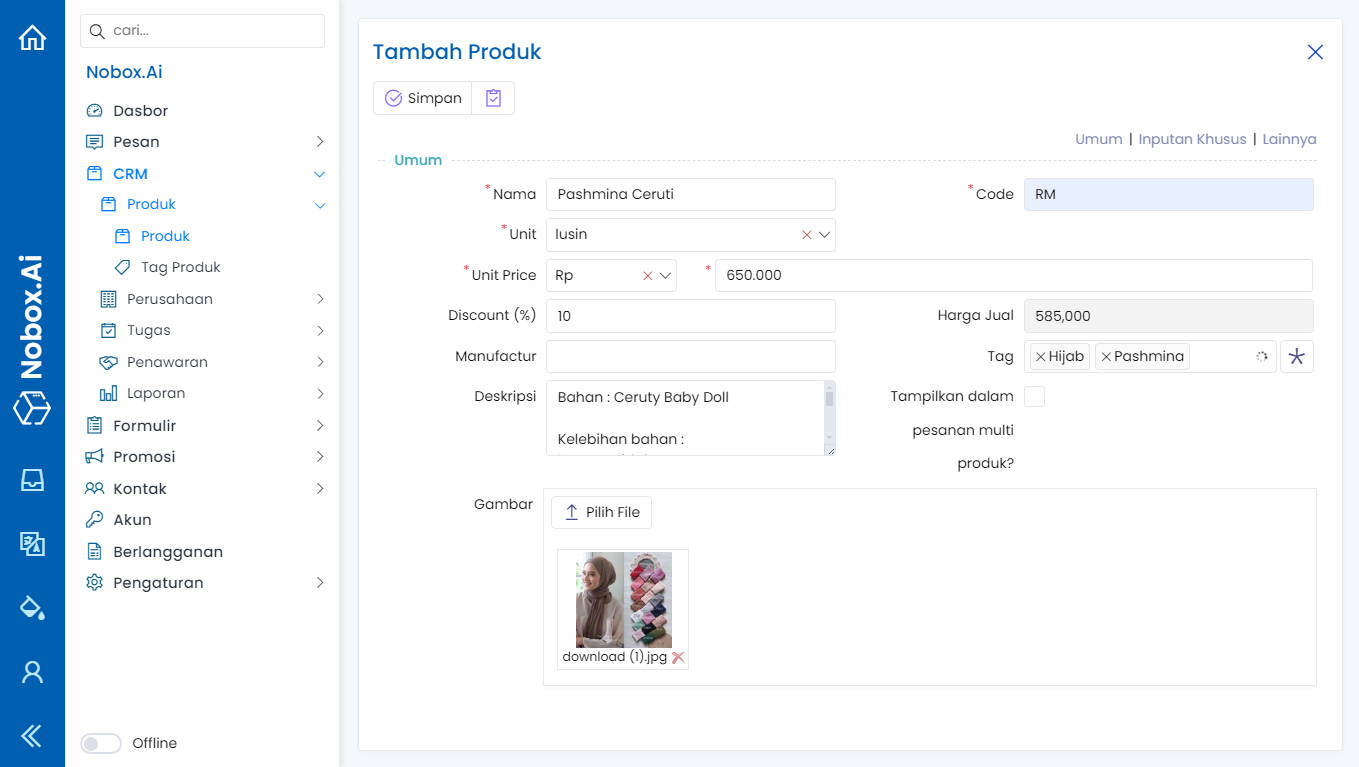 cari...
Nobox.Ai
Nobox.Ai
Dasbor
Pesan
CRM
Produk
Produk
Tag Produk
Perusahaan
Tugas
Penawaran
Laporan
Formulir
Promosi
Kontak
Akun
Berlangganan
Pengaturan
Offline
Tambah Produk
Simpan
Umum | Inputan Khusus | Lainnya
Umum
*Nama Pashmina Ceruti *Code RM
*Unit lusin
*Unit Price Rp * 650.000
Discount (%) 10 Harga Jual 585,000
Manufactur Tag Hijab Pashmina
Deskripsi Bahan : Ceruty Baby Doll
Kelebihan bahan :
Tampilkan dalam
pesanan multi
produk?
Gambar Pilih File
download (1).jpg